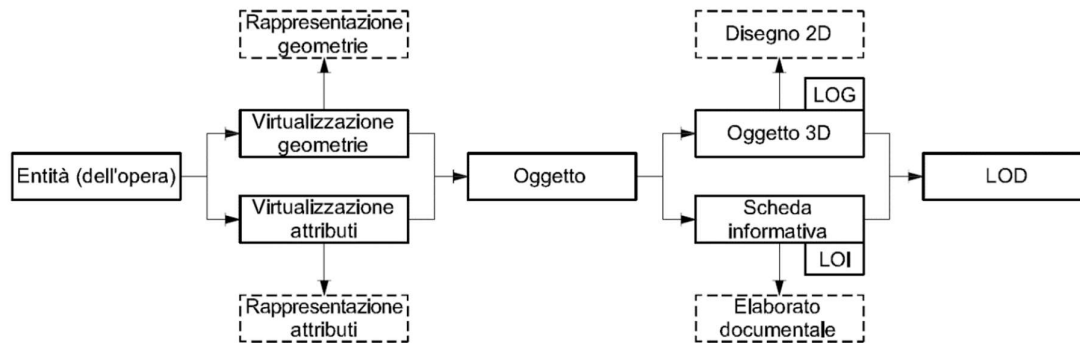 Rappresentazione
geometrie
Disegno 2D
LOG
Virtualizzazione
geometrie
Oggetto 3D
Entità (dell'opera)
Oggetto
LOD
Virtualizzazione
attributi
Scheda
informativa
LOI
Rappresentazione
attributi
Elaborato
documentale